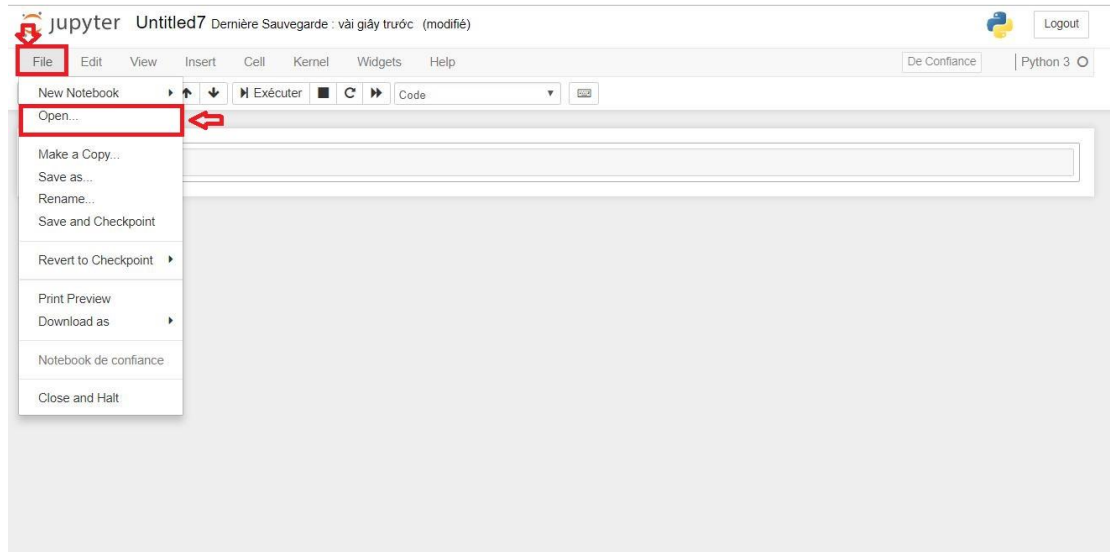 jupyter Untitled7 Dernière Sauvegarde : vài giây trước (modifié) Logout
File Edit View Insert Cell Kernel Widgets Help De Confiance Python 3
New Notebook Exécuter Code
Open...
Make a Copy...
Save as...
Rename...
Save and Checkpoint
Revert to Checkpoint
Print Preview
Download as
Notebook de confiance
Close and Halt